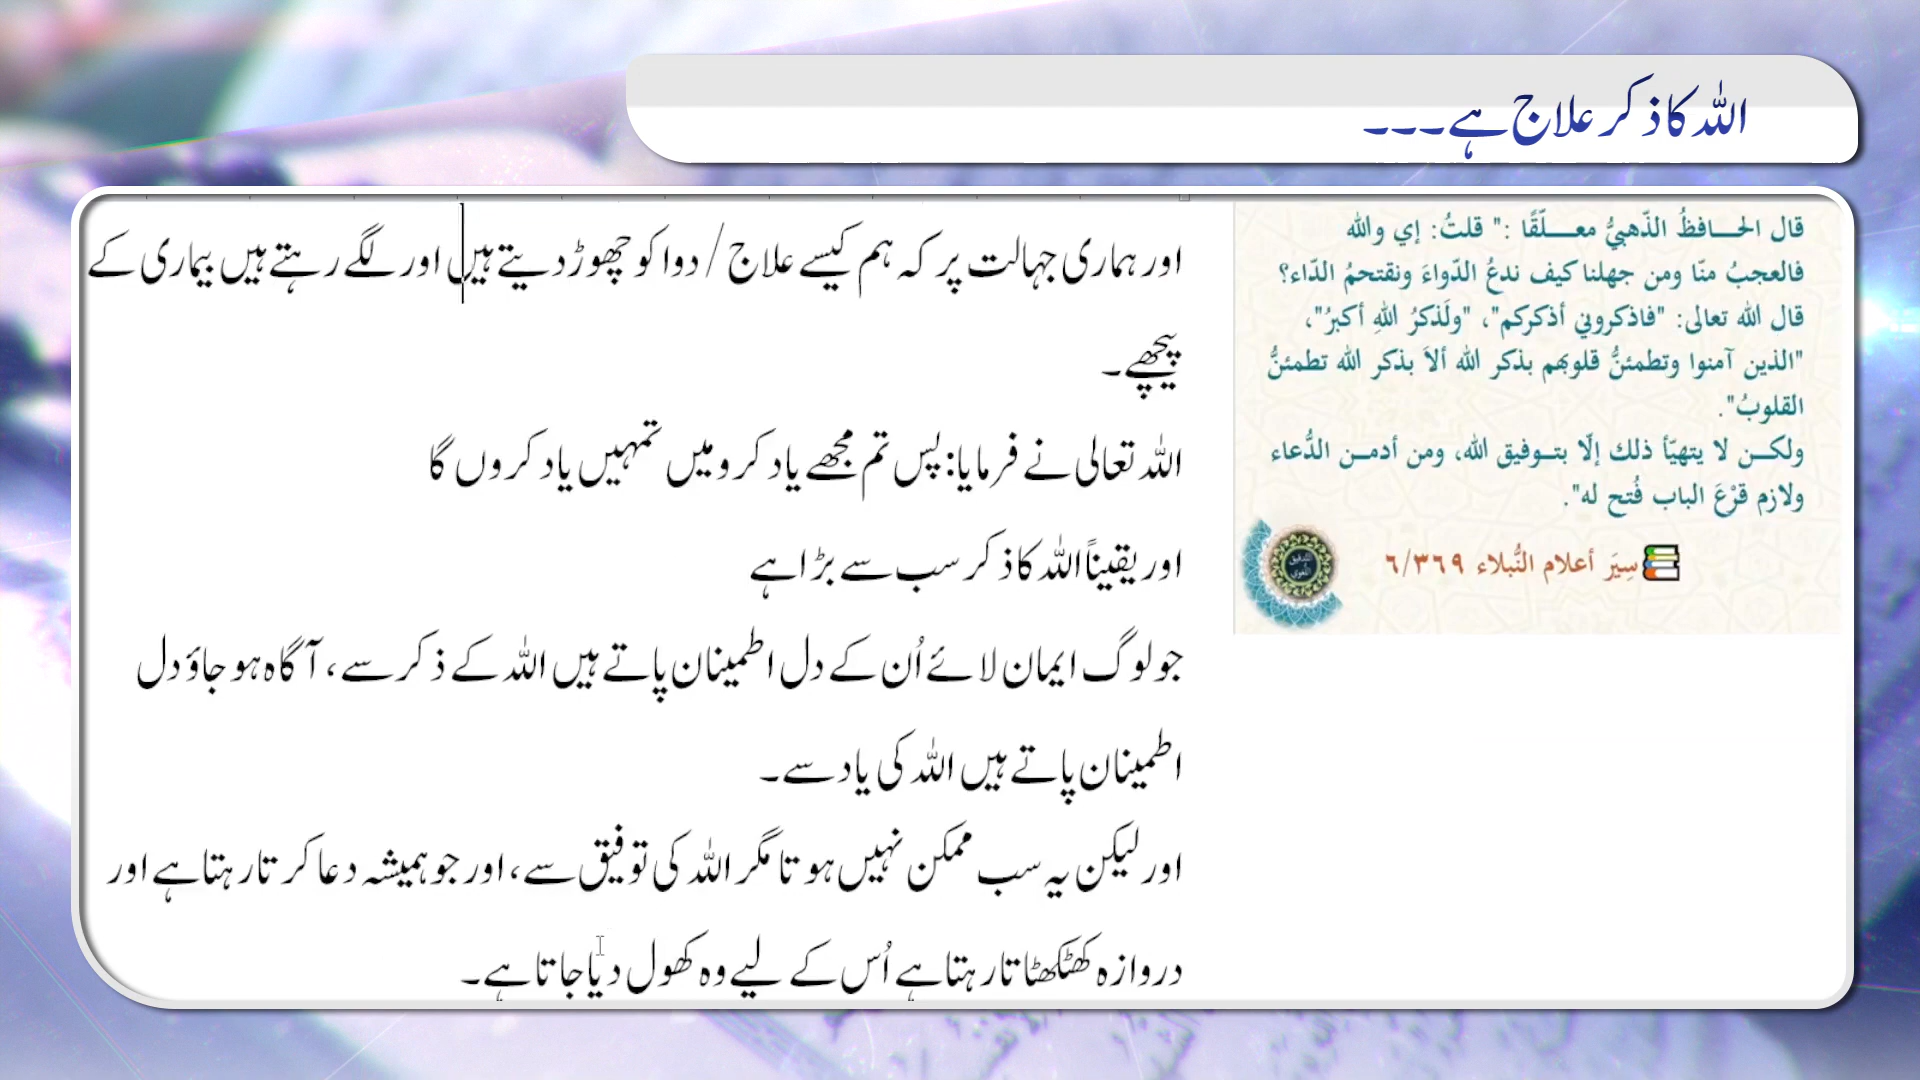 اللہ کا ذکر علاج ہے۔۔۔
قال الحـــافظُ الذّهبيُّ معـــلّقًا :" قلتُ: إي والله
فالعجبُ منّا ومن جهلنا كيف ندعُ الدّواءَ ونقتحمُ الدّاء؟
قال الله تعالى: "فاذكروني أذكركم"، "ولَذكرُ اللهِ أكبرُ"،
"الذين آمنوا وتطمئنُّ قلوبهم بذكر الله ألاَ بذكر الله تطمئنُّ
القلوبُ".
ولكـــن لا يتهيّأ ذلك إلّا بتــوفيق الله، ومن أدمــن الدُّعاء
ولازم قرْعَ الباب فُتح له".
سِيَر أعلام النُّبلاء ٦/٣٦٩
اور ہماری جہالت پر کہ ہم کیسے علاج / دوا کو چھوڑ دیتے ہیں اور لگے رہتے ہیں بیماری کے
پیچھے۔
اللہ تعالی نے فرمایا: پس تم مجھے یاد کرو میں تمہیں یاد کروں گا
اور یقیناً اللہ کا ذکر سب سے بڑا ہے
جو لوگ ایمان لائے اُن کے دل اطمینان پاتے ہیں اللہ کے ذکر سے، آگاہ ہو جاؤ دل
اطمینان پاتے ہیں اللہ کی یاد سے۔
اور لیکن یہ سب ممکن نہیں ہوتا مگر اللہ کی توفیق سے، اور جو ہمیشہ دعا کرتا رہتا ہے اور
دروازہ کھٹکھٹاتا رہتا ہے اُس کے لیے وہ کھول دیا جاتا ہے۔